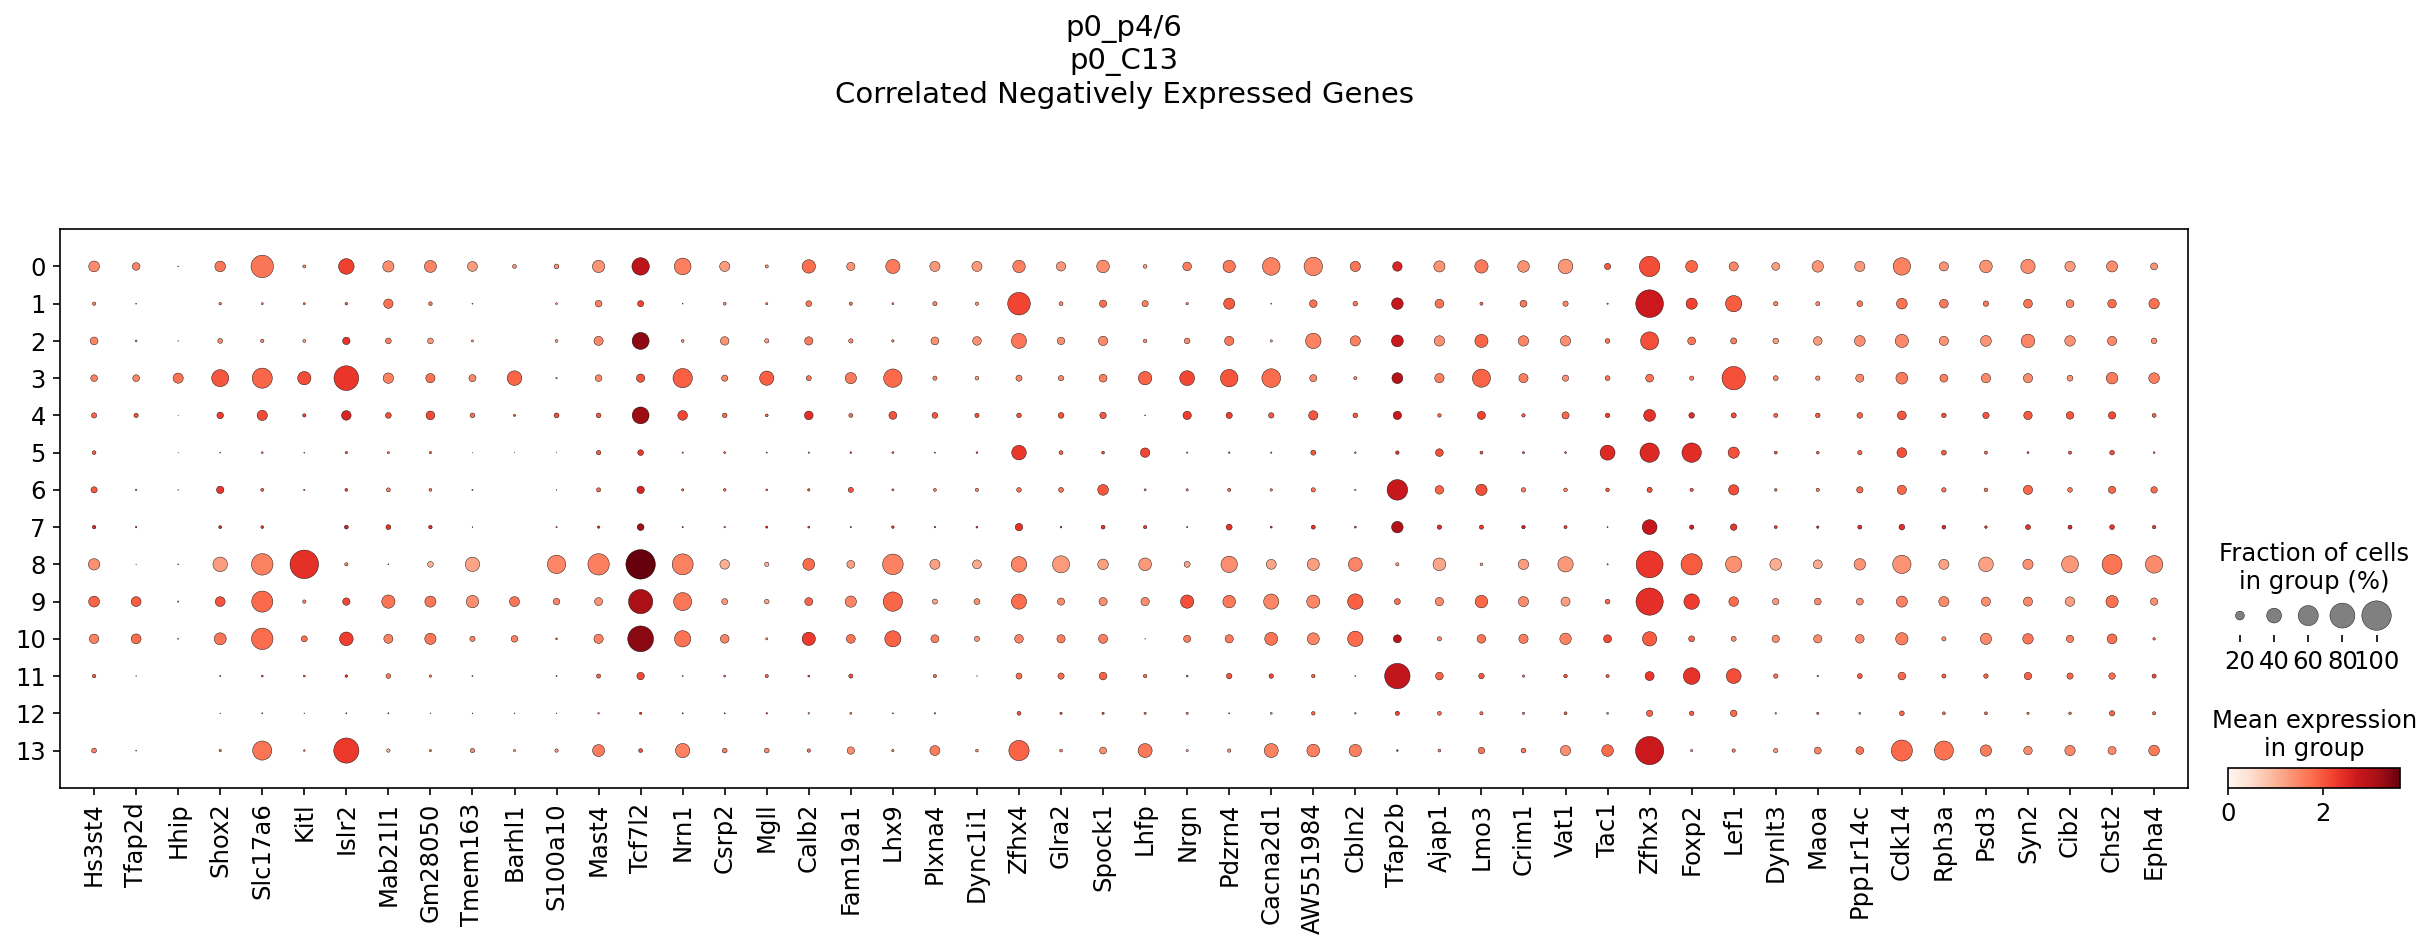 p0_p4/6
p0_C13
Correlated Negatively Expressed Genes
0
1
2
3
4
5
6
7
8
9
10
11
12
13
Hs3st4
Tfap2d
Hhip
Shox2
Slc17a6
Kitl
Islr2
Mab21l1
Gm28050
Tmem163
Barhl1
S100a10
Mast4
Tcf7l2
Nrn1
Csrp2
Mgll
Calb2
Fam19a1
Lhx9
Plxna4
Dync1i1
Zfhx4
Glra2
Spock1
Lhfp
Nrgn
Pdzrn4
Cacna2d1
AW551984
Cbln2
Tfap2b
Ajap1
Lmo3
Crim1
Vat1
Tac1
Zfhx3
Foxp2
Lef1
Dynlt3
Maoa
Ppp1r14c
Cdk14
Rph3a
Psd3
Syn2
Cib2
Chst2
Epha4
Fraction of cells
in group (%)
20 40 60 80 100
Mean expression
in group
0 2